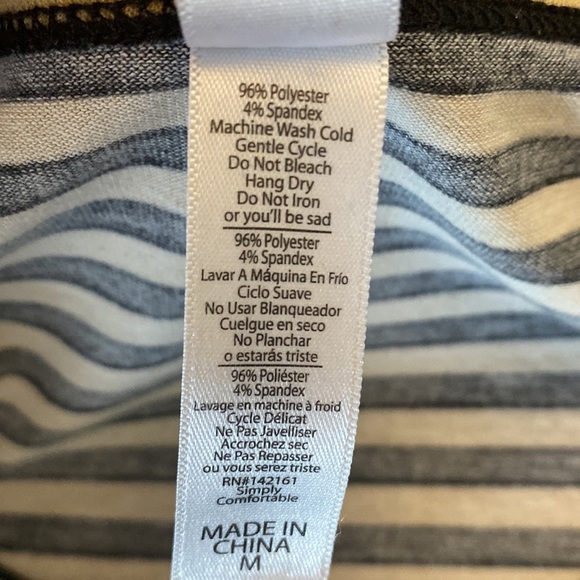 96% Polyester
4% Spandex
Machine Wash Cold
Gentle Cycle
Do Not Bleach
Hang Dry
Do Not Iron
or you'll be sad
96% Polyester
4% Spandex
Lavar A Máquina En Frío
Ciclo Suave
No Usar Blanqueador
Cuelgue en seco
No Planchar
o estarás triste
96% Poliéster
4% Spandex
Lavage en machine à froid
Cycle Délicat
Ne Pas Javelliser
Accrochez sec
Ne Pas Repasser
ou vous serez triste
RN#142161
Simply
Comfortable
MADE IN
CHINA
M